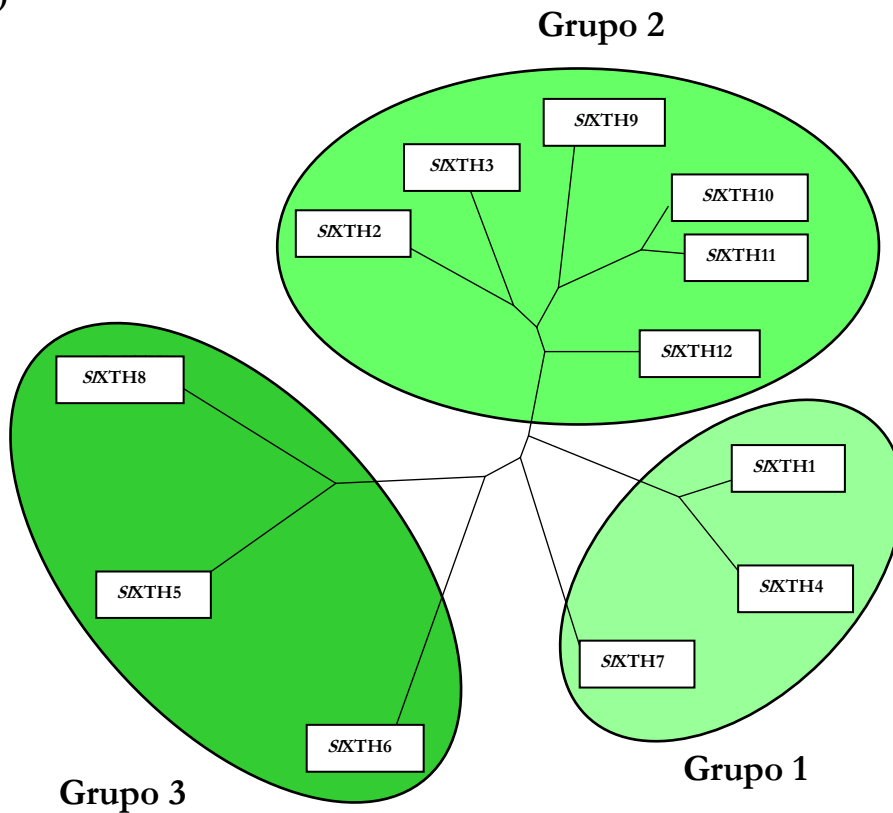 )
Grupo 2
SlXTH9
SlXTH3
SlXTH10
SlXTH2
SlXTH11
SlXTH12
SlXTH8
SlXTH1
SlXTH5
SlXTH4
SlXTH7
SlXTH6
Grupo 1
Grupo 3